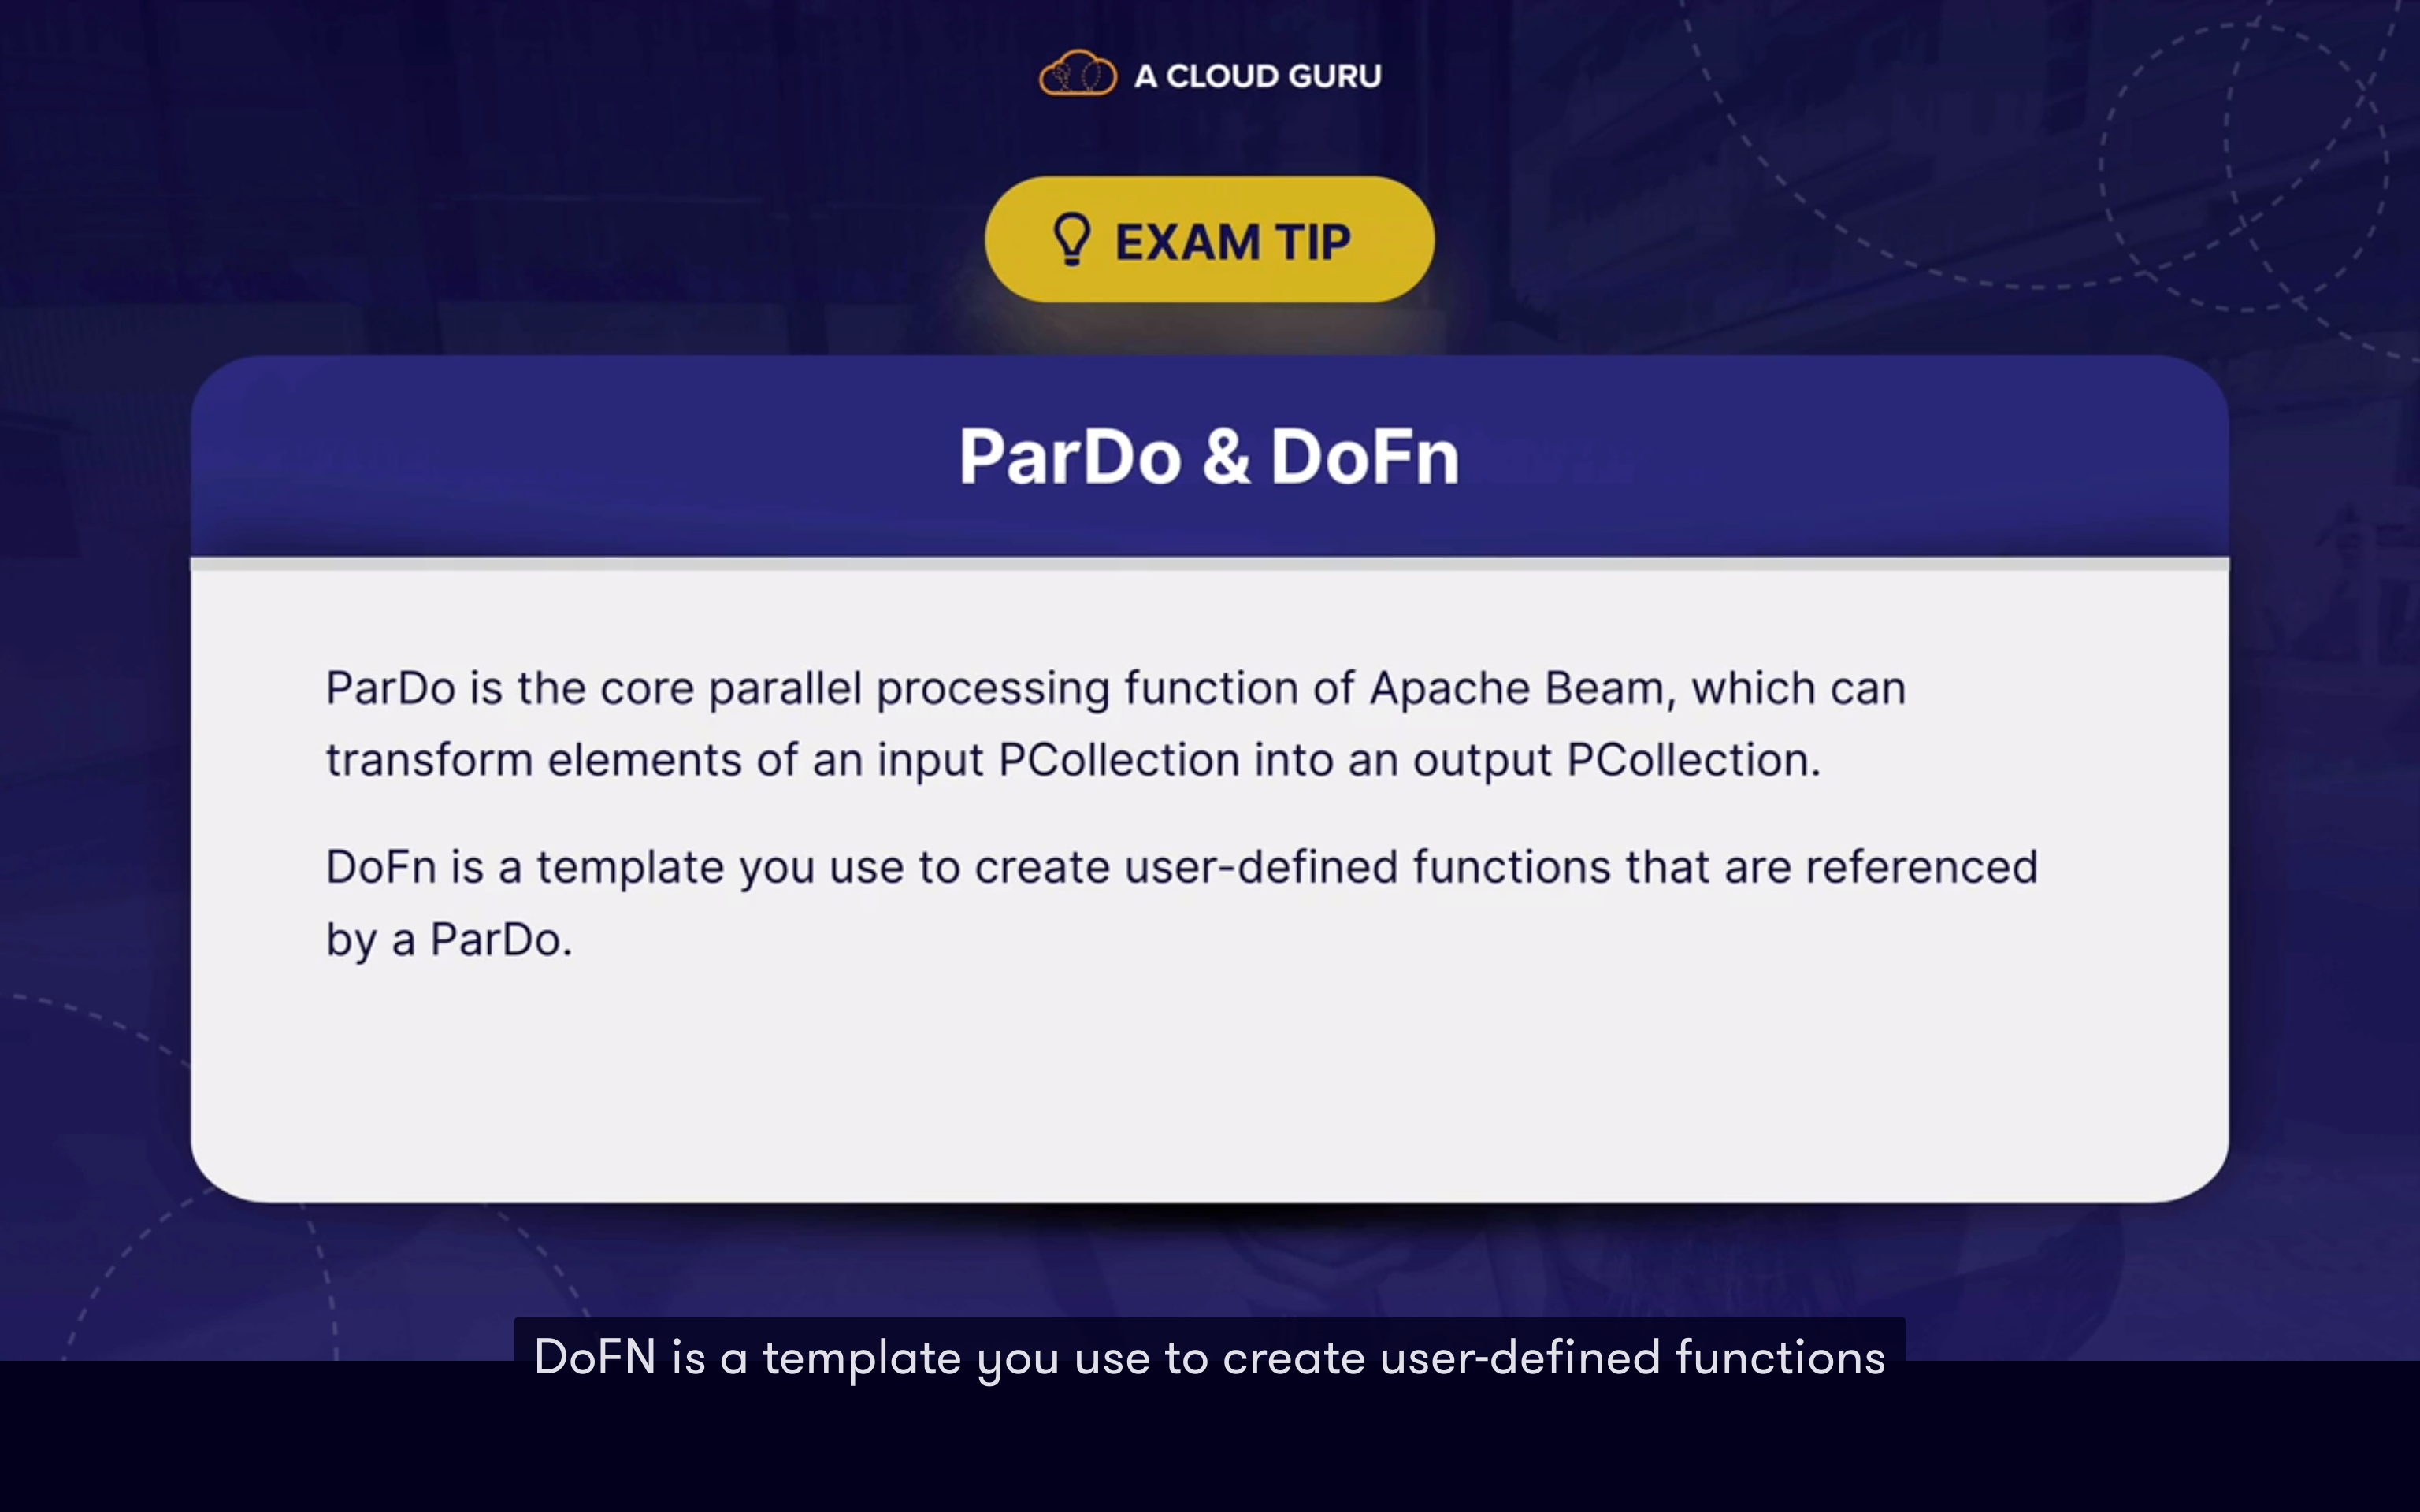 A CLOUD GURU
EXAM TIP
ParDo & DoFn
ParDo is the core parallel processing function of Apache Beam, which can
transform elements of an input PCollection into an output PCollection.
DoFn is a template you use to create user-defined functions that are referenced
by a ParDo.
DoFN is a template you use to create user-defined functions